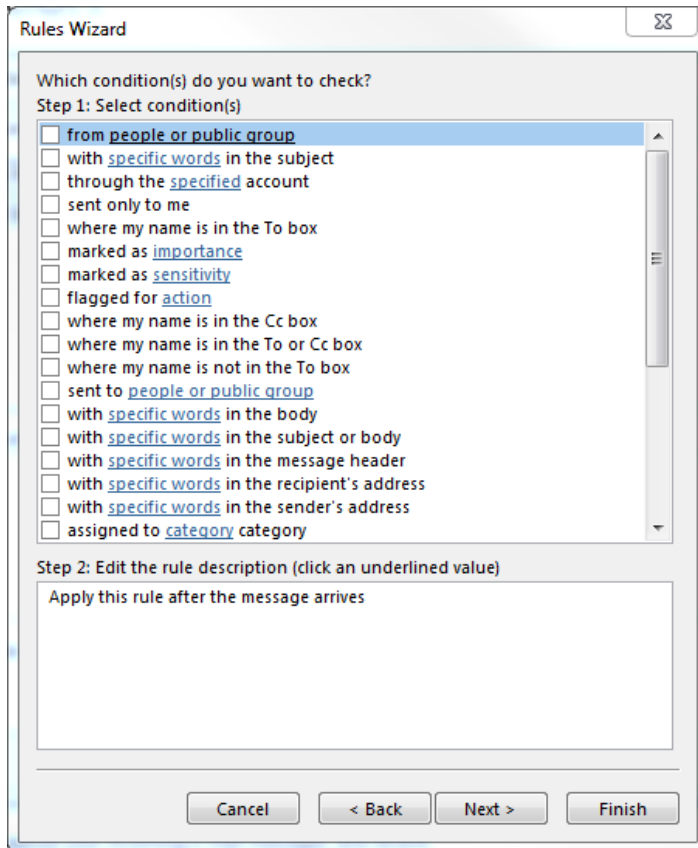 Rules Wizard
Which condition(s) do you want to check?
Step 1: Select condition(s)
from people or public group
with specific words in the subject
through the specified account
sent only to me
where my name is in the To box
marked as importance
marked as sensitivity
flagged for action
where my name is in the Cc box
where my name is in the To or Cc box
where my name is not in the To box
sent to people or public group
with specific words in the body
with specific words in the subject or body
with specific words in the message header
with specific words in the recipient's address
with specific words in the sender's address
assigned to category category
Step 2: Edit the rule description (click an underlined value)
Apply this rule after the message arrives
Cancel < Back Next > Finish